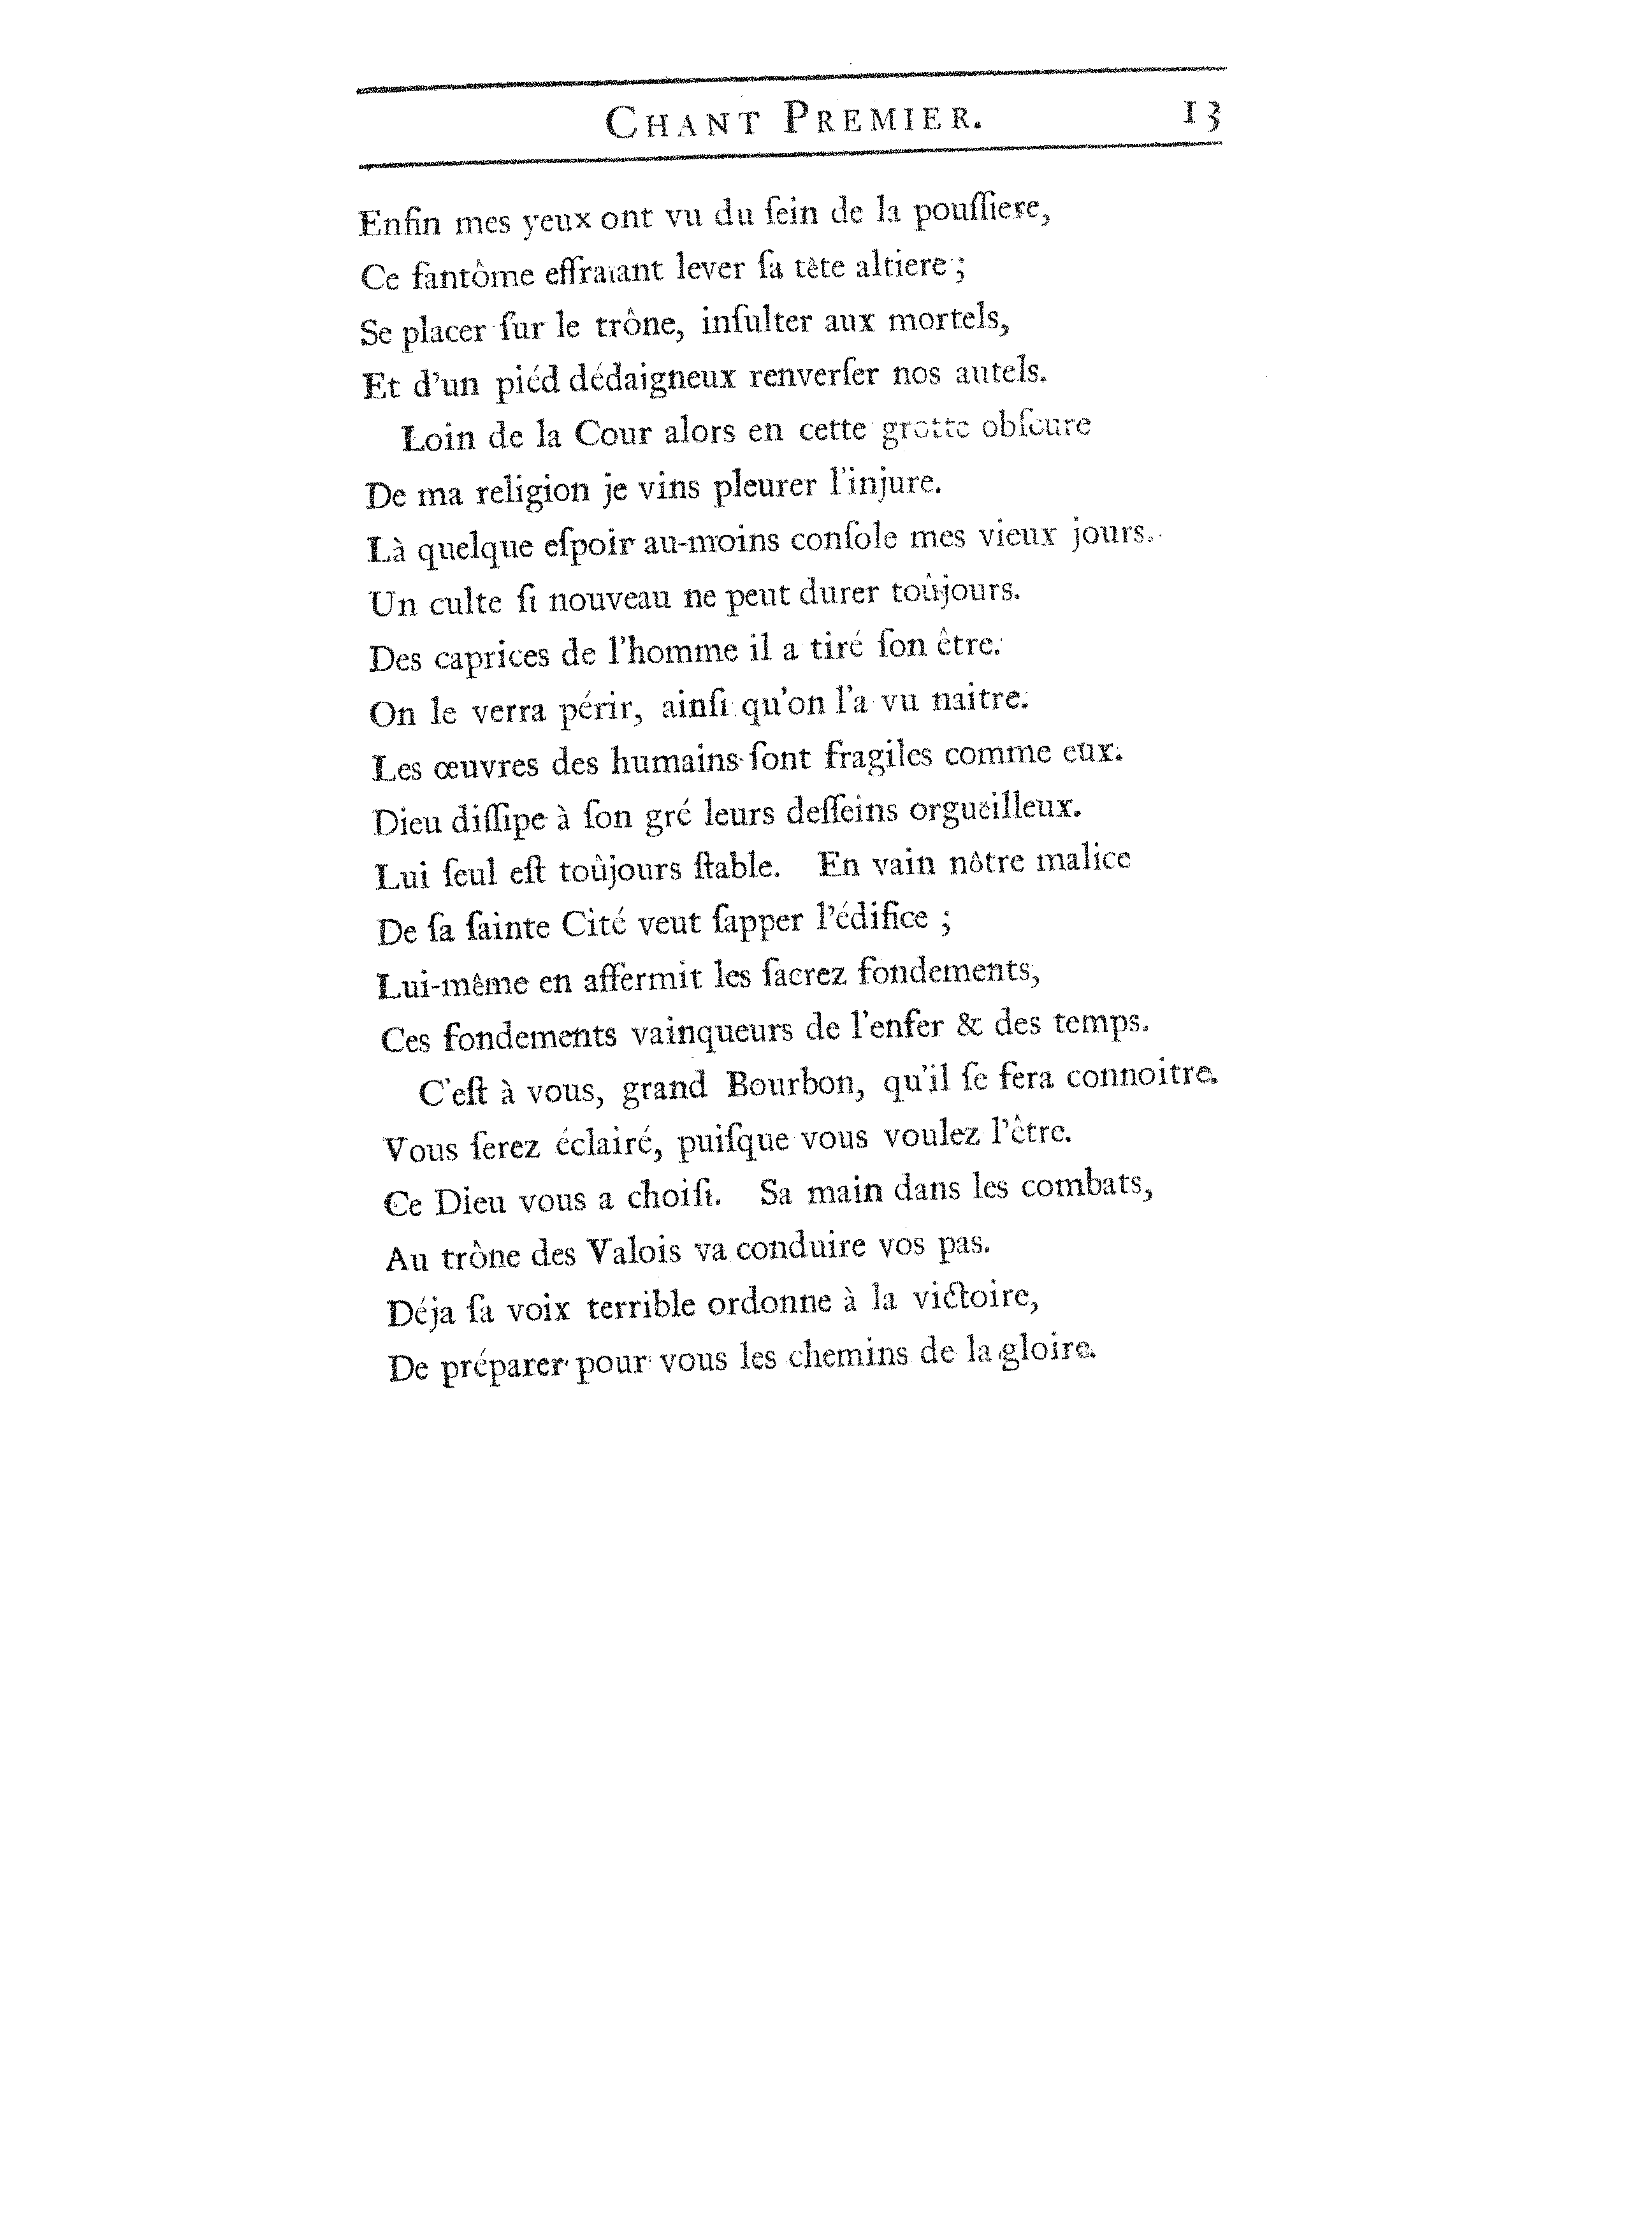 CHANT PREMIER. 13
Enfin mes yeux ont vu du ſein de la pouſſiere,
Ce fantôme effraiant lever ſa tête altiere ;
Se placer ſur le trône, inſulter aux mortels,
Et d'un piéd dédaigneux renverſer nos autels.
Loin de la Cour alors en cette grotte obſcure
De ma religion je vins pleurer l'injure.
Là quelque eſpoir au-moins conſole mes vieux jours.
Un culte ſi nouveau ne peut durer toûjours.
Des caprices de l'homme il a tiré ſon être.
On le verra périr, ainſi qu'on l'a vu naitre.
Les œuvres des humains ſont fragiles comme eux.
Dieu diſſipe à ſon gré leurs deſſeins orgueilleux.
Lui ſeul eſt toûjours ſtable. En vain nôtre malice
De ſa ſainte Cité veut ſapper l'édifice ;
Lui-même en affermit les ſacrez fondements,
Ces fondements vainqueurs de l'enfer & des temps.
C'eſt à vous, grand Bourbon, qu'il ſe fera connoitre.
Vous ſerez éclairé, puiſque vous voulez l'être.
Ce Dieu vous a choiſi. Sa main dans les combats,
Au trône des Valois va conduire vos pas.
Déja ſa voix terrible ordonne à la victoire,
De préparer pour vous les chemins de la gloire.